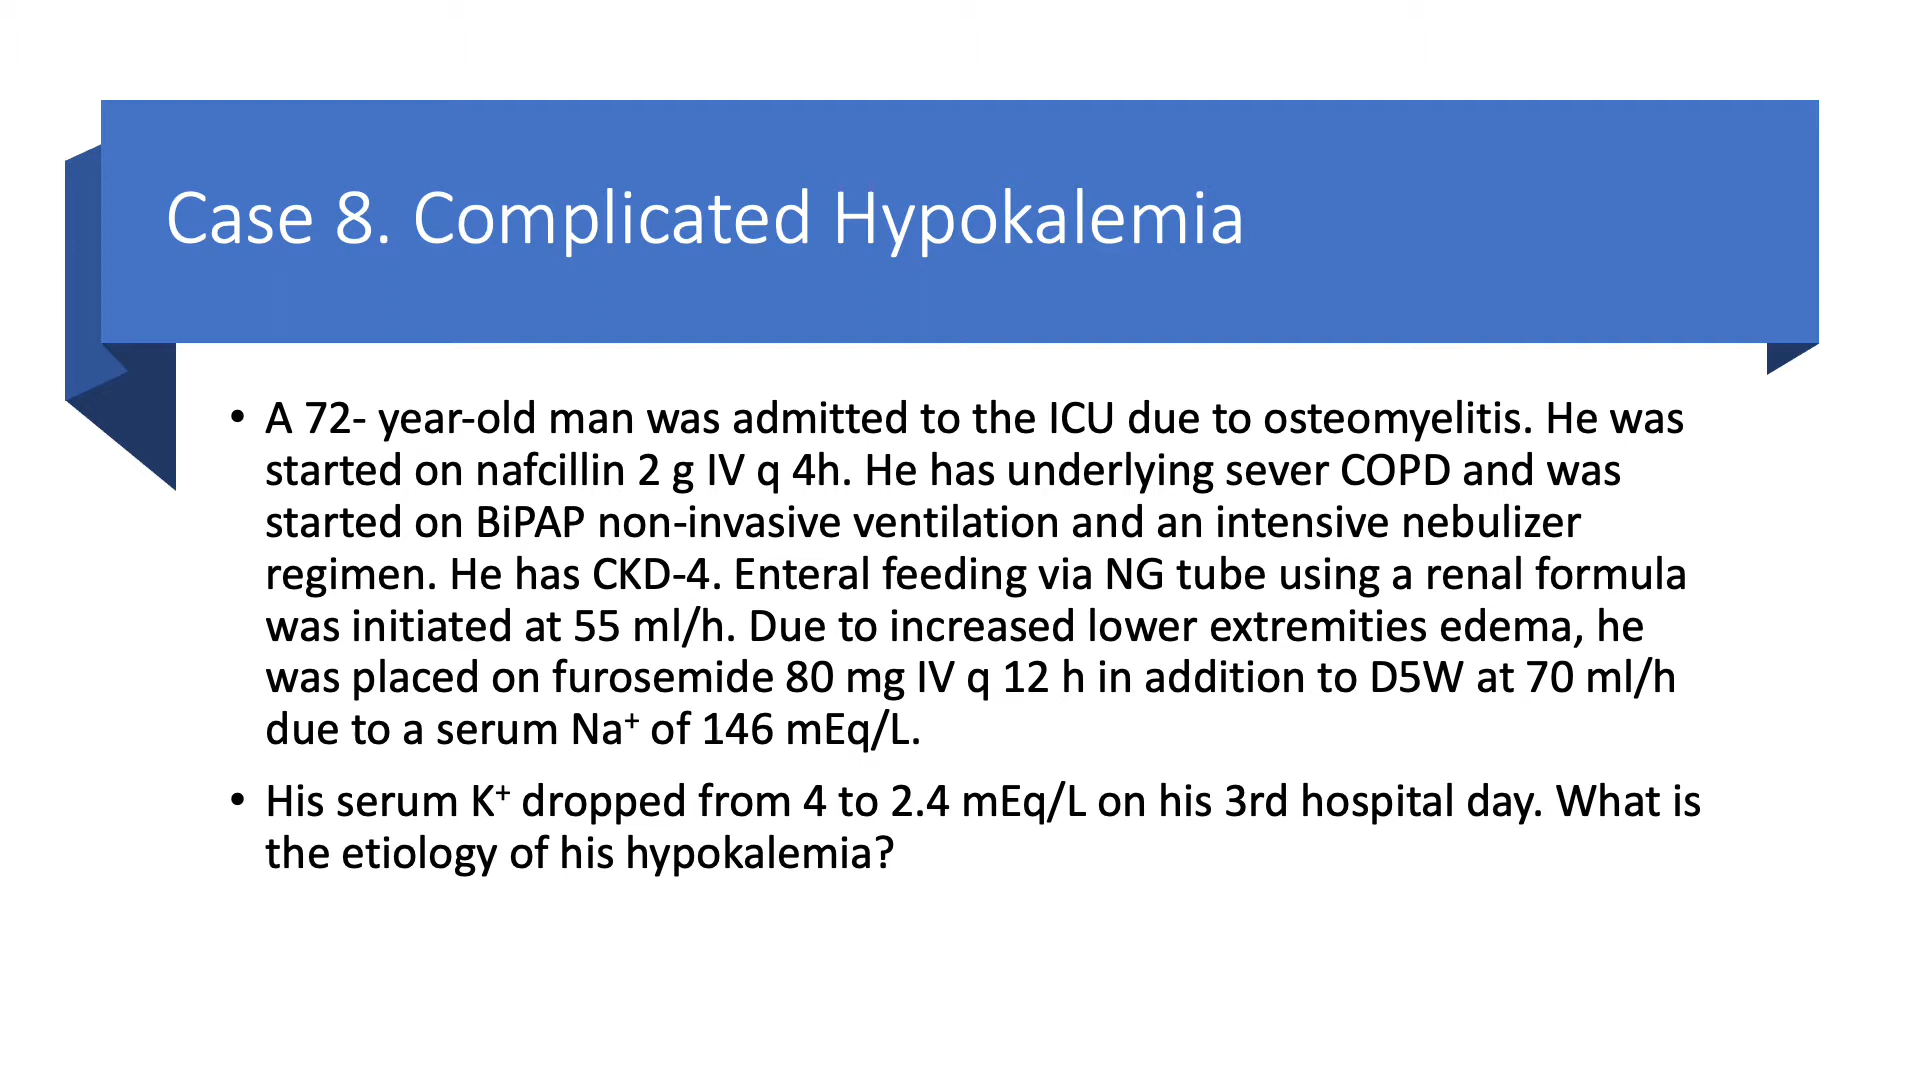 Case 8. Complicated Hypokalemia
• A 72- year-old man was admitted to the ICU due to osteomyelitis. He was
started on nafcillin 2 g IV q 4h. He has underlying sever COPD and was
started on BiPAP non-invasive ventilation and an intensive nebulizer
regimen. He has CKD-4. Enteral feeding via NG tube using a renal formula
was initiated at 55 ml/h. Due to increased lower extremities edema, he
was placed on furosemide 80 mg IV q 12 h in addition to D5W at 70 ml/h
due to a serum Na⁺ of 146 mEq/L.
• His serum K⁺ dropped from 4 to 2.4 mEq/L on his 3rd hospital day. What is
the etiology of his hypokalemia?